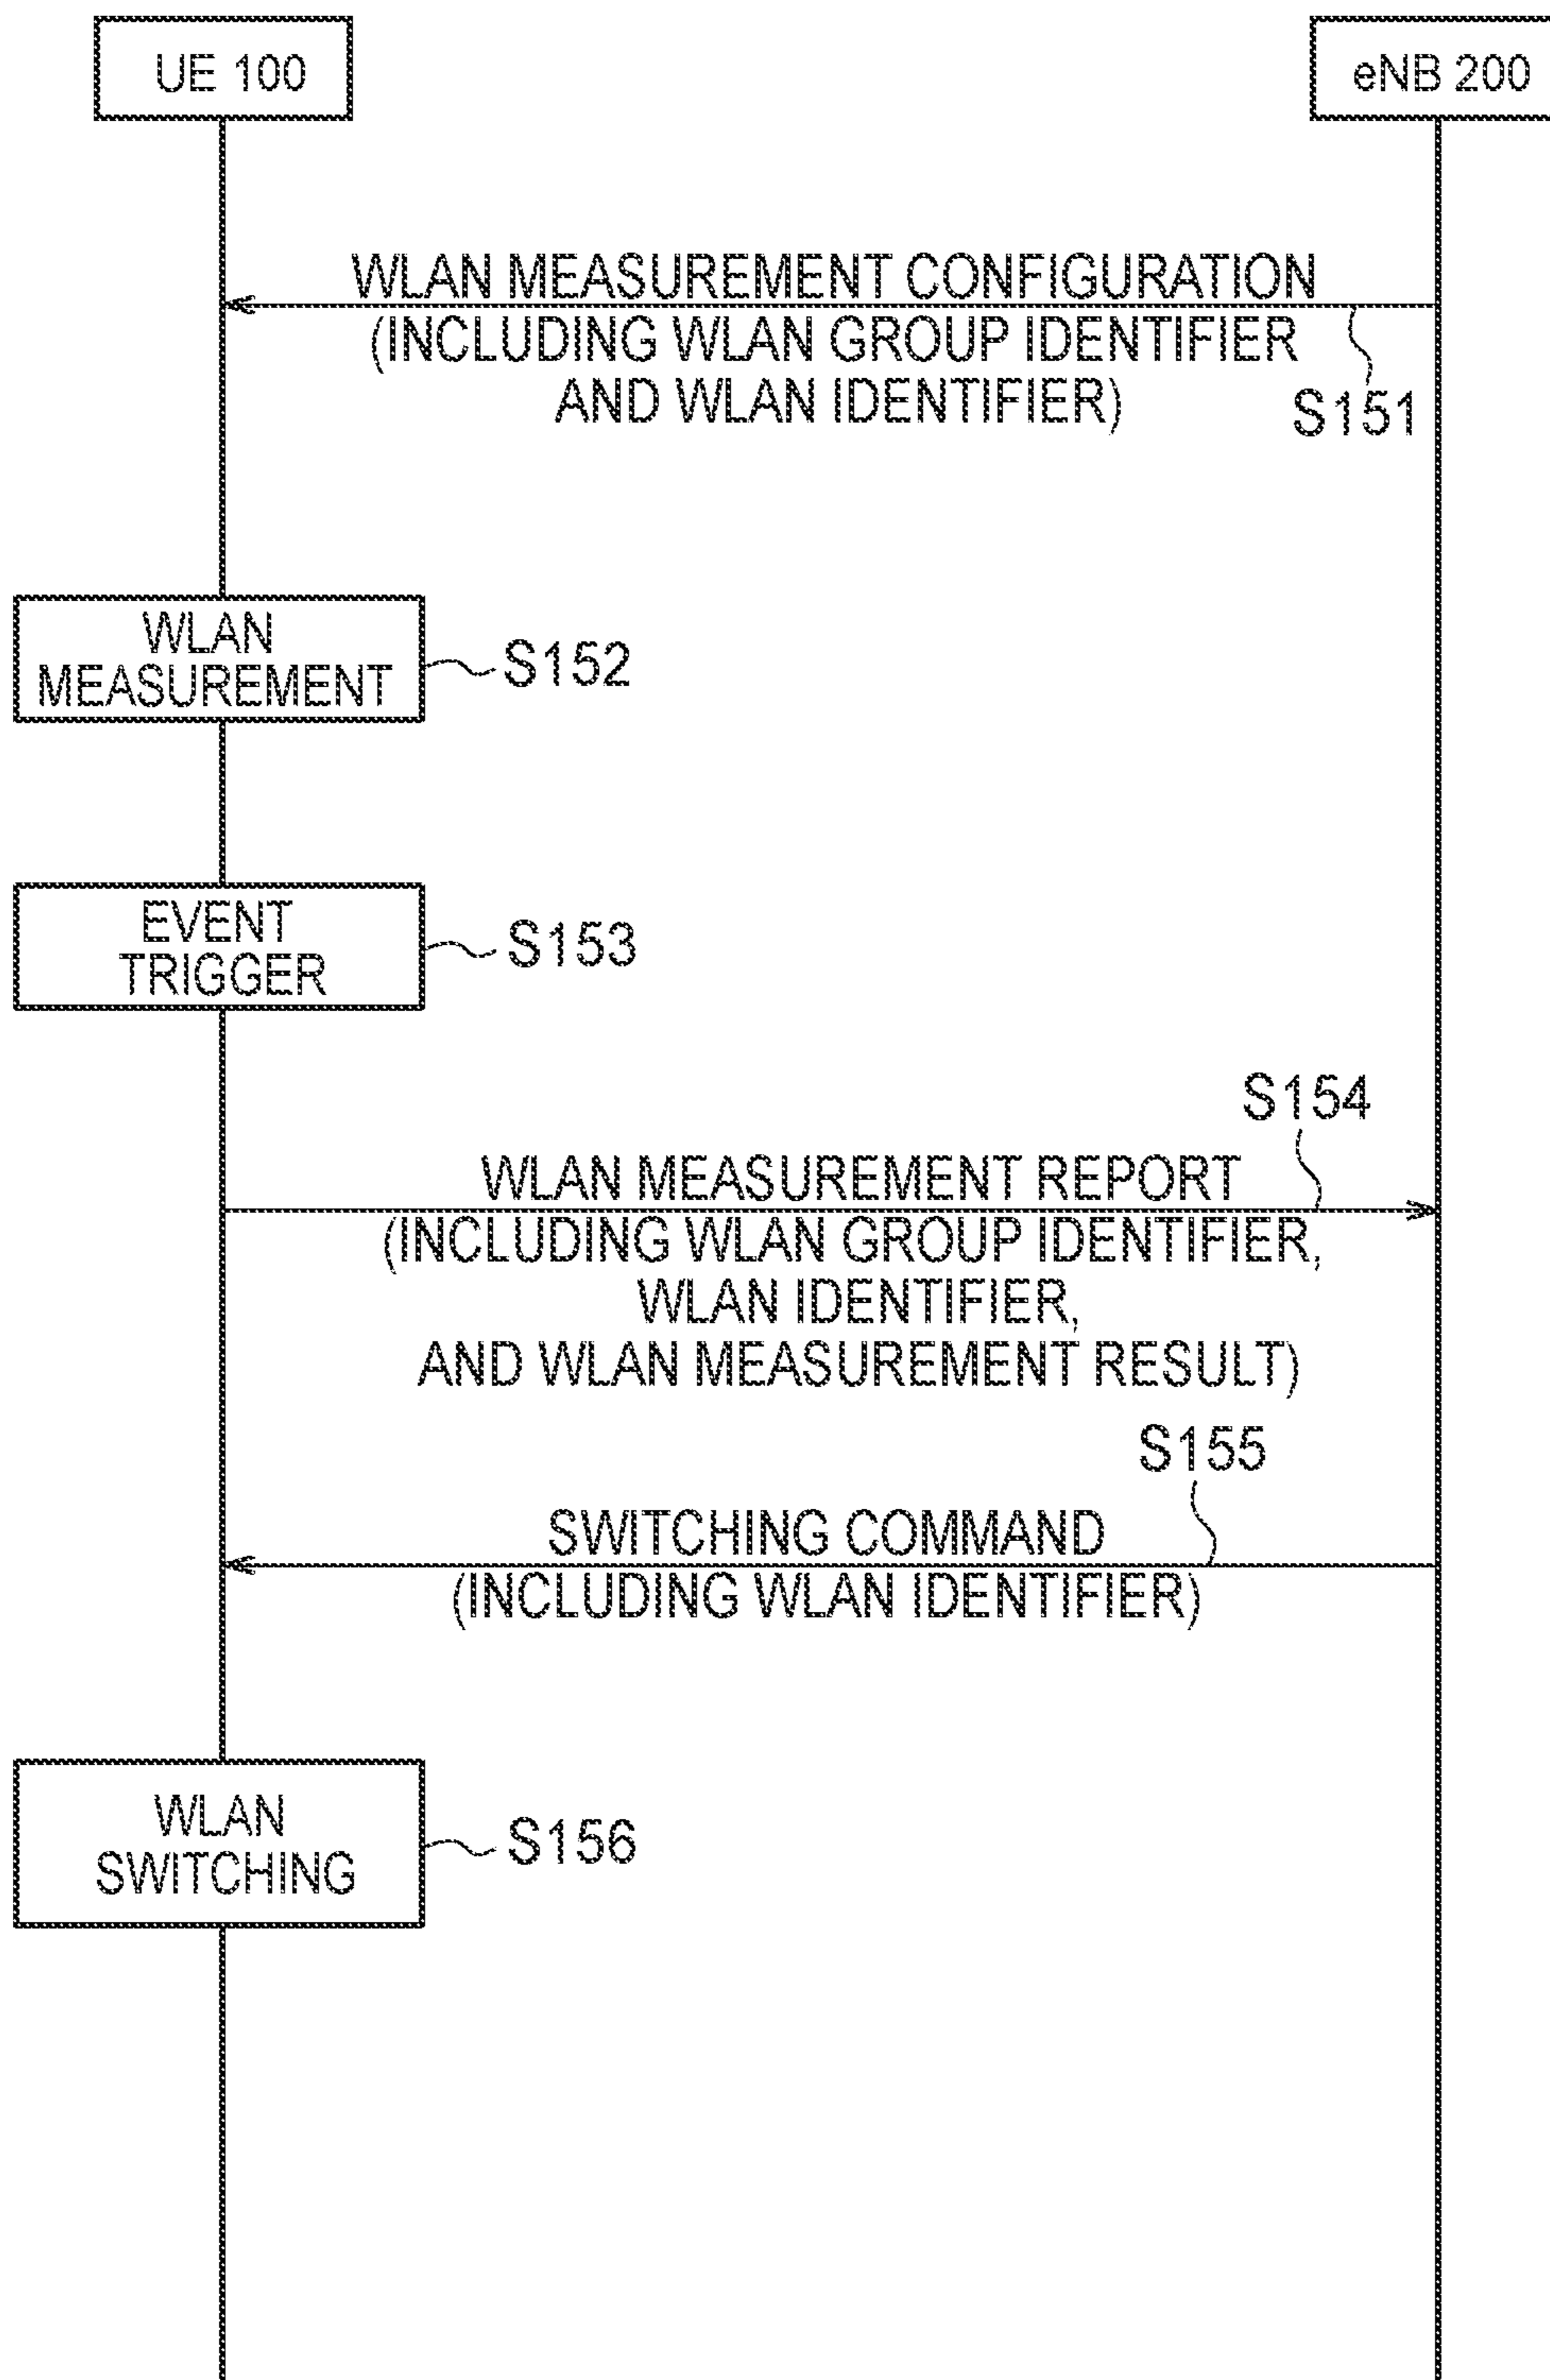 UE 100
eNB 200
WLAN MEASUREMENT CONFIGURATION
(INCLUDING WLAN GROUP IDENTIFIER
AND WLAN IDENTIFIER)
S151
WLAN
MEASUREMENT
S152
EVENT
TRIGGER
S153
S154
WLAN MEASUREMENT REPORT
(INCLUDING WLAN GROUP IDENTIFIER,
WLAN IDENTIFIER,
AND WLAN MEASUREMENT RESULT)
S155
SWITCHING COMMAND
(INCLUDING WLAN IDENTIFIER)
WLAN
SWITCHING
S156